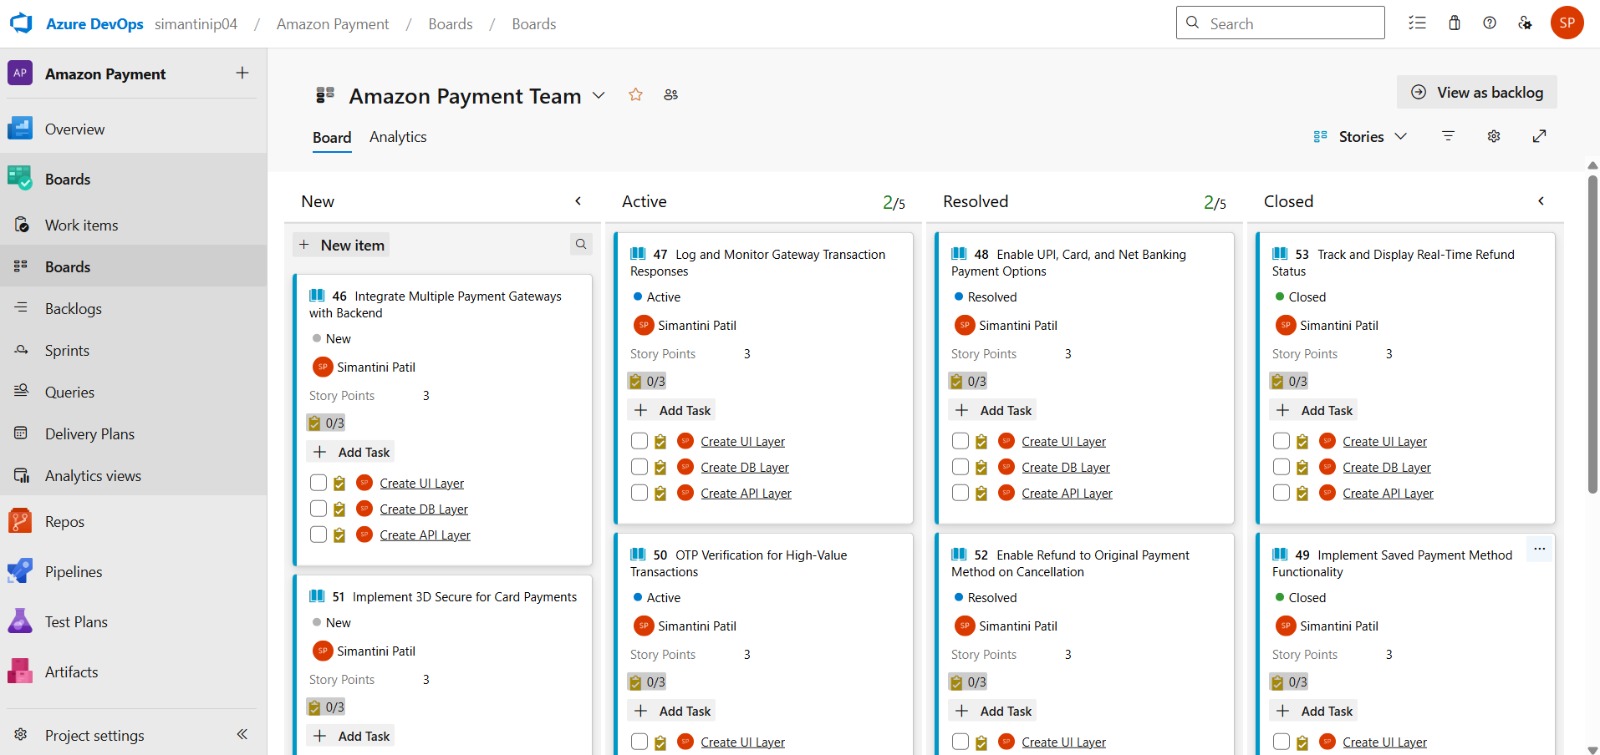 Azure DevOps simantinip04 / Amazon Payment / Boards / Boards
Search
SP
AP Amazon Payment
Overview
Boards
Work items
Boards
Backlogs
Sprints
Queries
Delivery Plans
Analytics views
Repos
Pipelines
Test Plans
Artifacts
Project settings
Amazon Payment Team
View as backlog
Board Analytics
Stories
New
New item
46 Integrate Multiple Payment Gateways
with Backend
New
SP Simantini Patil
Story Points 3
0/3
Add Task
SP Create UI Layer
SP Create DB Layer
SP Create API Layer
51 Implement 3D Secure for Card Payments
New
SP Simantini Patil
Story Points 3
0/3
Add Task
Active 2/5
47 Log and Monitor Gateway Transaction
Responses
Active
SP Simantini Patil
Story Points 3
0/3
Add Task
SP Create UI Layer
SP Create DB Layer
SP Create API Layer
50 OTP Verification for High-Value
Transactions
Active
SP Simantini Patil
Story Points 3
0/3
Add Task
SP Create UI Layer
Resolved 2/5
48 Enable UPI, Card, and Net Banking
Payment Options
Resolved
SP Simantini Patil
Story Points 3
0/3
Add Task
SP Create UI Layer
SP Create DB Layer
SP Create API Layer
52 Enable Refund to Original Payment
Method on Cancellation
Resolved
SP Simantini Patil
Story Points 3
0/3
Add Task
SP Create UI Layer
Closed
53 Track and Display Real-Time Refund
Status
Closed
SP Simantini Patil
Story Points 3
0/3
Add Task
SP Create UI Layer
SP Create DB Layer
SP Create API Layer
49 Implement Saved Payment Method
Functionality
Closed
SP Simantini Patil
Story Points 3
0/3
Add Task
SP Create UI Layer